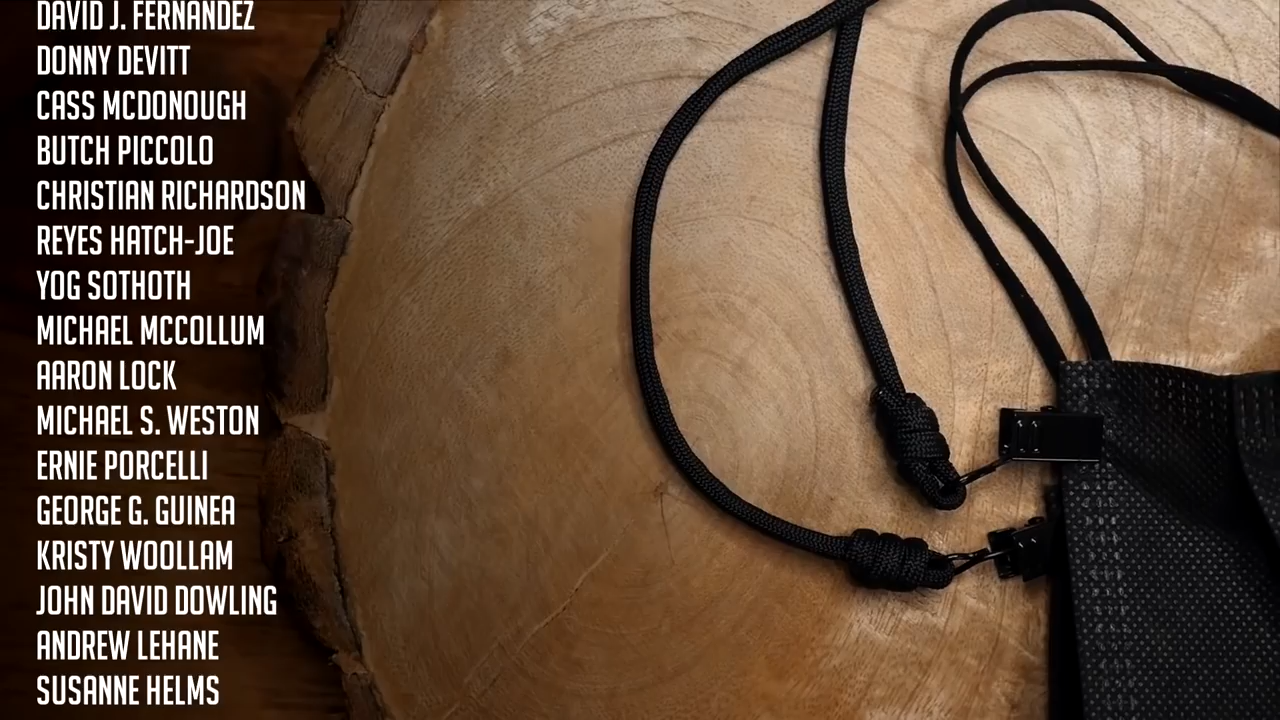 DAVID J. FERNANDEZ
DONNY DEVITT
CASS MCDONOUGH
BUTCH PICCOLO
CHRISTIAN RICHARDSON
REYES HATCH-JOE
YOG SOTHOTH
MICHAEL MCCOLLUM
AARON LOCK
MICHAEL S. WESTON
ERNIE PORCELLI
GEORGE G. GUINEA
KRISTY WOOLLAM
JOHN DAVID DOWLING
ANDREW LEHANE
SUSANNE HELMS